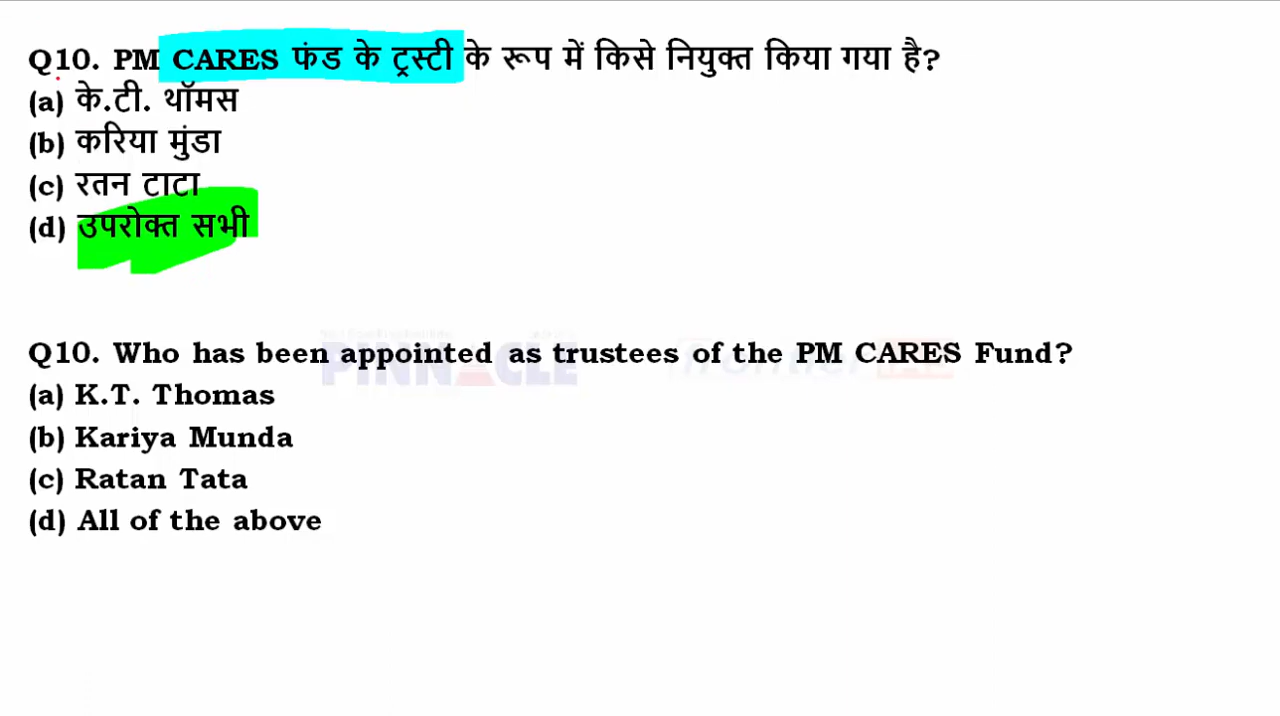 Q10. PM CARES फंड के ट्रस्टी के रूप में किसे नियुक्त किया गया है?
(a) के.टी. थॉमस
(b) करिया मुंडा
(c) रतन टाटा
(d) उपरोक्त सभी
Q10. Who has been appointed as trustees of the PM CARES Fund?
PINNACLE
(a) K.T. Thomas
(b) Kariya Munda
(c) Ratan Tata
(d) All of the above